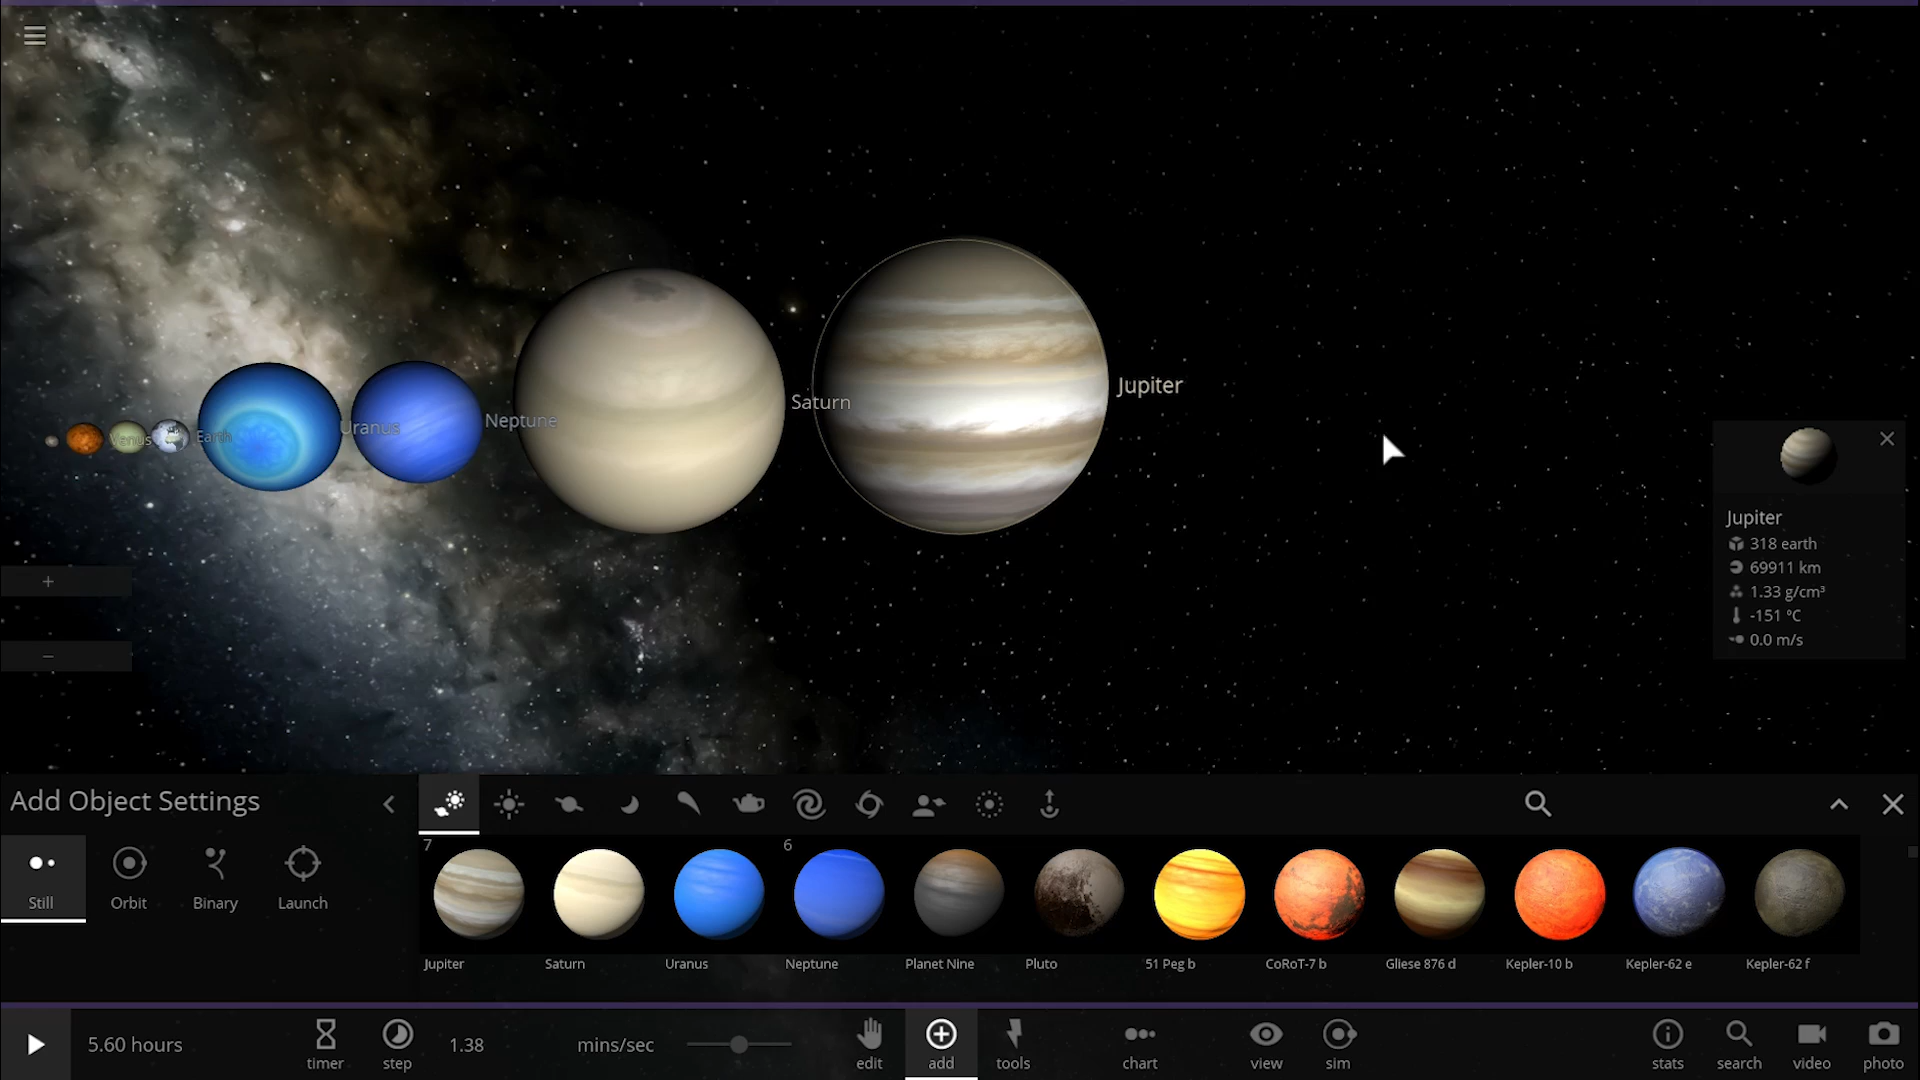 Jupiter
Saturn
Neptune
Uranus
Earth
Venus
+
–
Jupiter
318 earth
69911 km
1.33 g/cm³
-151 °C
0.0 m/s
Add Object Settings
Still
Orbit
Binary
Launch
7
6
Jupiter
Saturn
Uranus
Neptune
Planet Nine
Pluto
51 Peg b
CoRoT-7 b
Gliese 876 d
Kepler-10 b
Kepler-62 e
Kepler-62 f
5.60 hours
timer
step
1.38
mins/sec
edit
add
tools
chart
view
sim
stats
search
video
photo